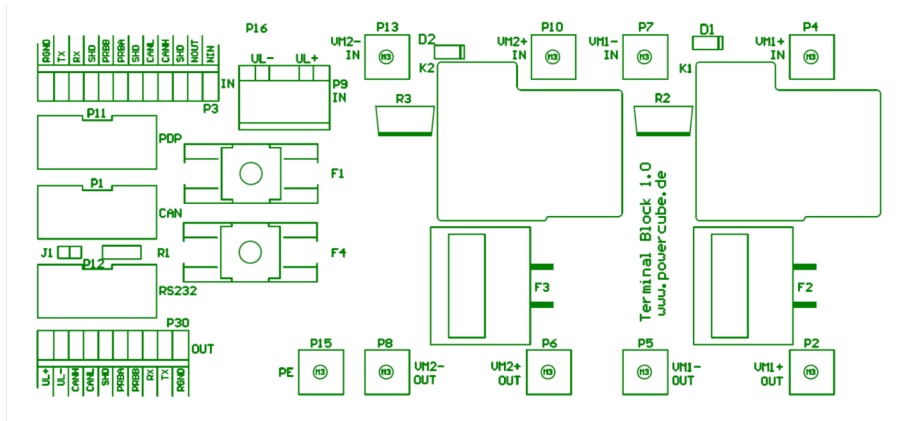 P16
P13
P10
P7
D1
P4
RGND
TX
RX
SHD
PRBB
PRBA
SHD
CANL
CANH
SHD
NOUT
NIN
VM2-
IN
M3
D2
VM2+
IN
M3
VM1-
IN
M3
VM1+
IN
M3
UL-
UL+
K2
K1
IN
P9
IN
P3
R3
R2
P11
PDP
F1
P1
CAN
Terminal Block 1.0
www.powercube.de
J1
R1
F4
P12
RS232
F3
F2
P30
OUT
P15
P8
P6
P5
P2
PE
M3
M3
VM2-
OUT
VM2+
OUT
M3
M3
VM1-
OUT
VM1+
OUT
M3
UL+
UL-
CANH
CANL
SHD
PRBA
PRBB
RX
TX
RGND